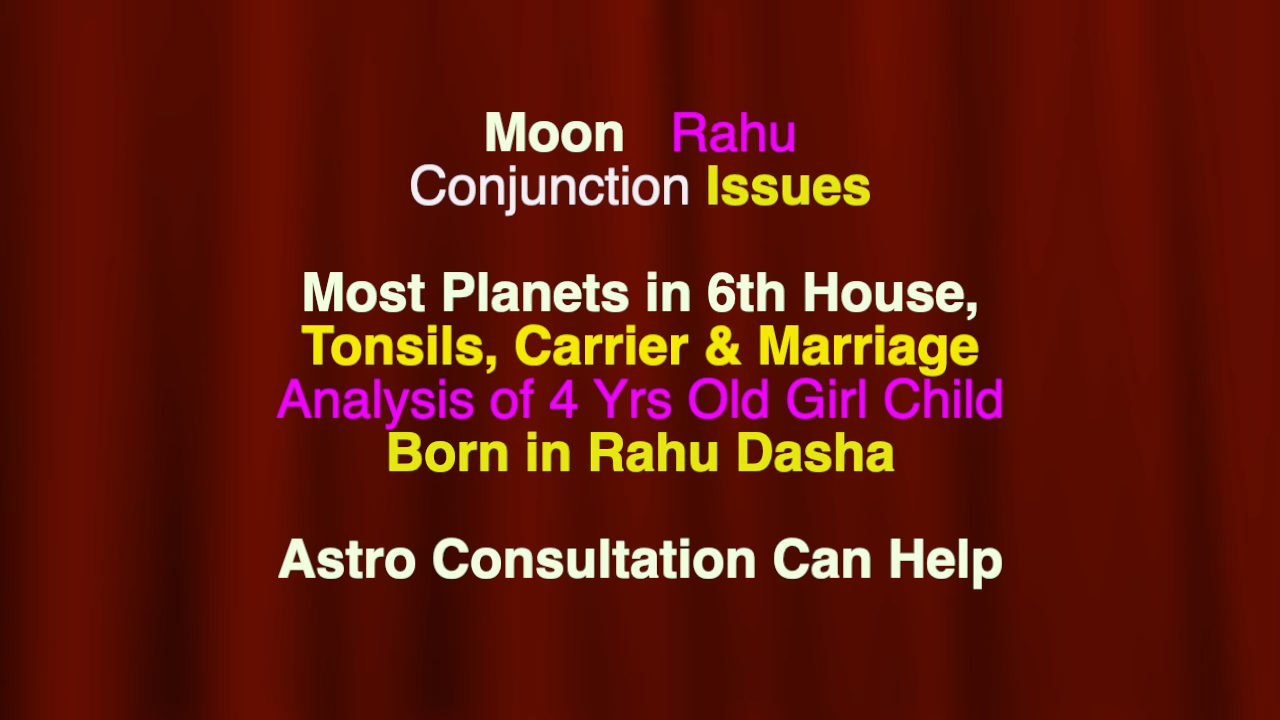 Moon Rahu
Conjunction Issues
Most Planets in 6th House,
Tonsils, Carrier & Marriage
Analysis of 4 Yrs Old Girl Child
Born in Rahu Dasha
Astro Consultation Can Help